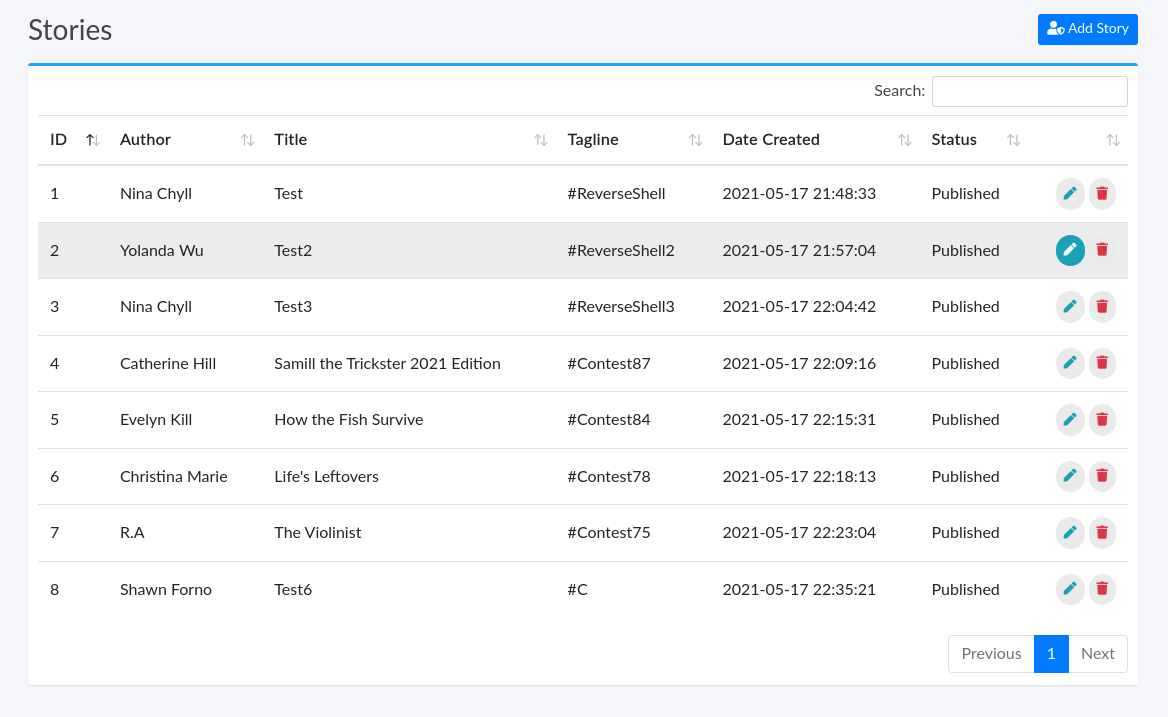 Stories
Add Story
Search:
ID Author Title Tagline Date Created Status
1 Nina Chyll Test #ReverseShell 2021-05-17 21:48:33 Published
2 Yolanda Wu Test2 #ReverseShell2 2021-05-17 21:57:04 Published
3 Nina Chyll Test3 #ReverseShell3 2021-05-17 22:04:42 Published
4 Catherine Hill Samill the Trickster 2021 Edition #Contest87 2021-05-17 22:09:16 Published
5 Evelyn Kill How the Fish Survive #Contest84 2021-05-17 22:15:31 Published
6 Christina Marie Life's Leftovers #Contest78 2021-05-17 22:18:13 Published
7 R.A The Violinist #Contest75 2021-05-17 22:23:04 Published
8 Shawn Forno Test6 #C 2021-05-17 22:35:21 Published
Previous 1 Next